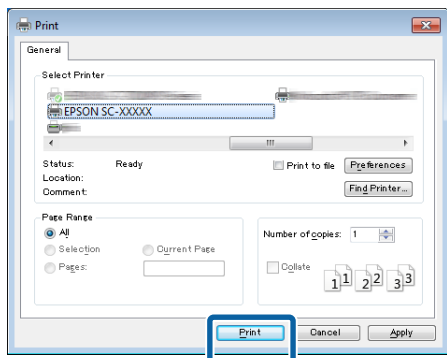 Print
General
Select Printer
EPSON SC-XXXXX
Status: Ready
Print to file Preferences
Location:
Comment:
Find Printer...
Page Range
All
Selection Current Page
Pages:
Number of copies: 1
Collate
1 1 2 2 3 3
Print Cancel Apply